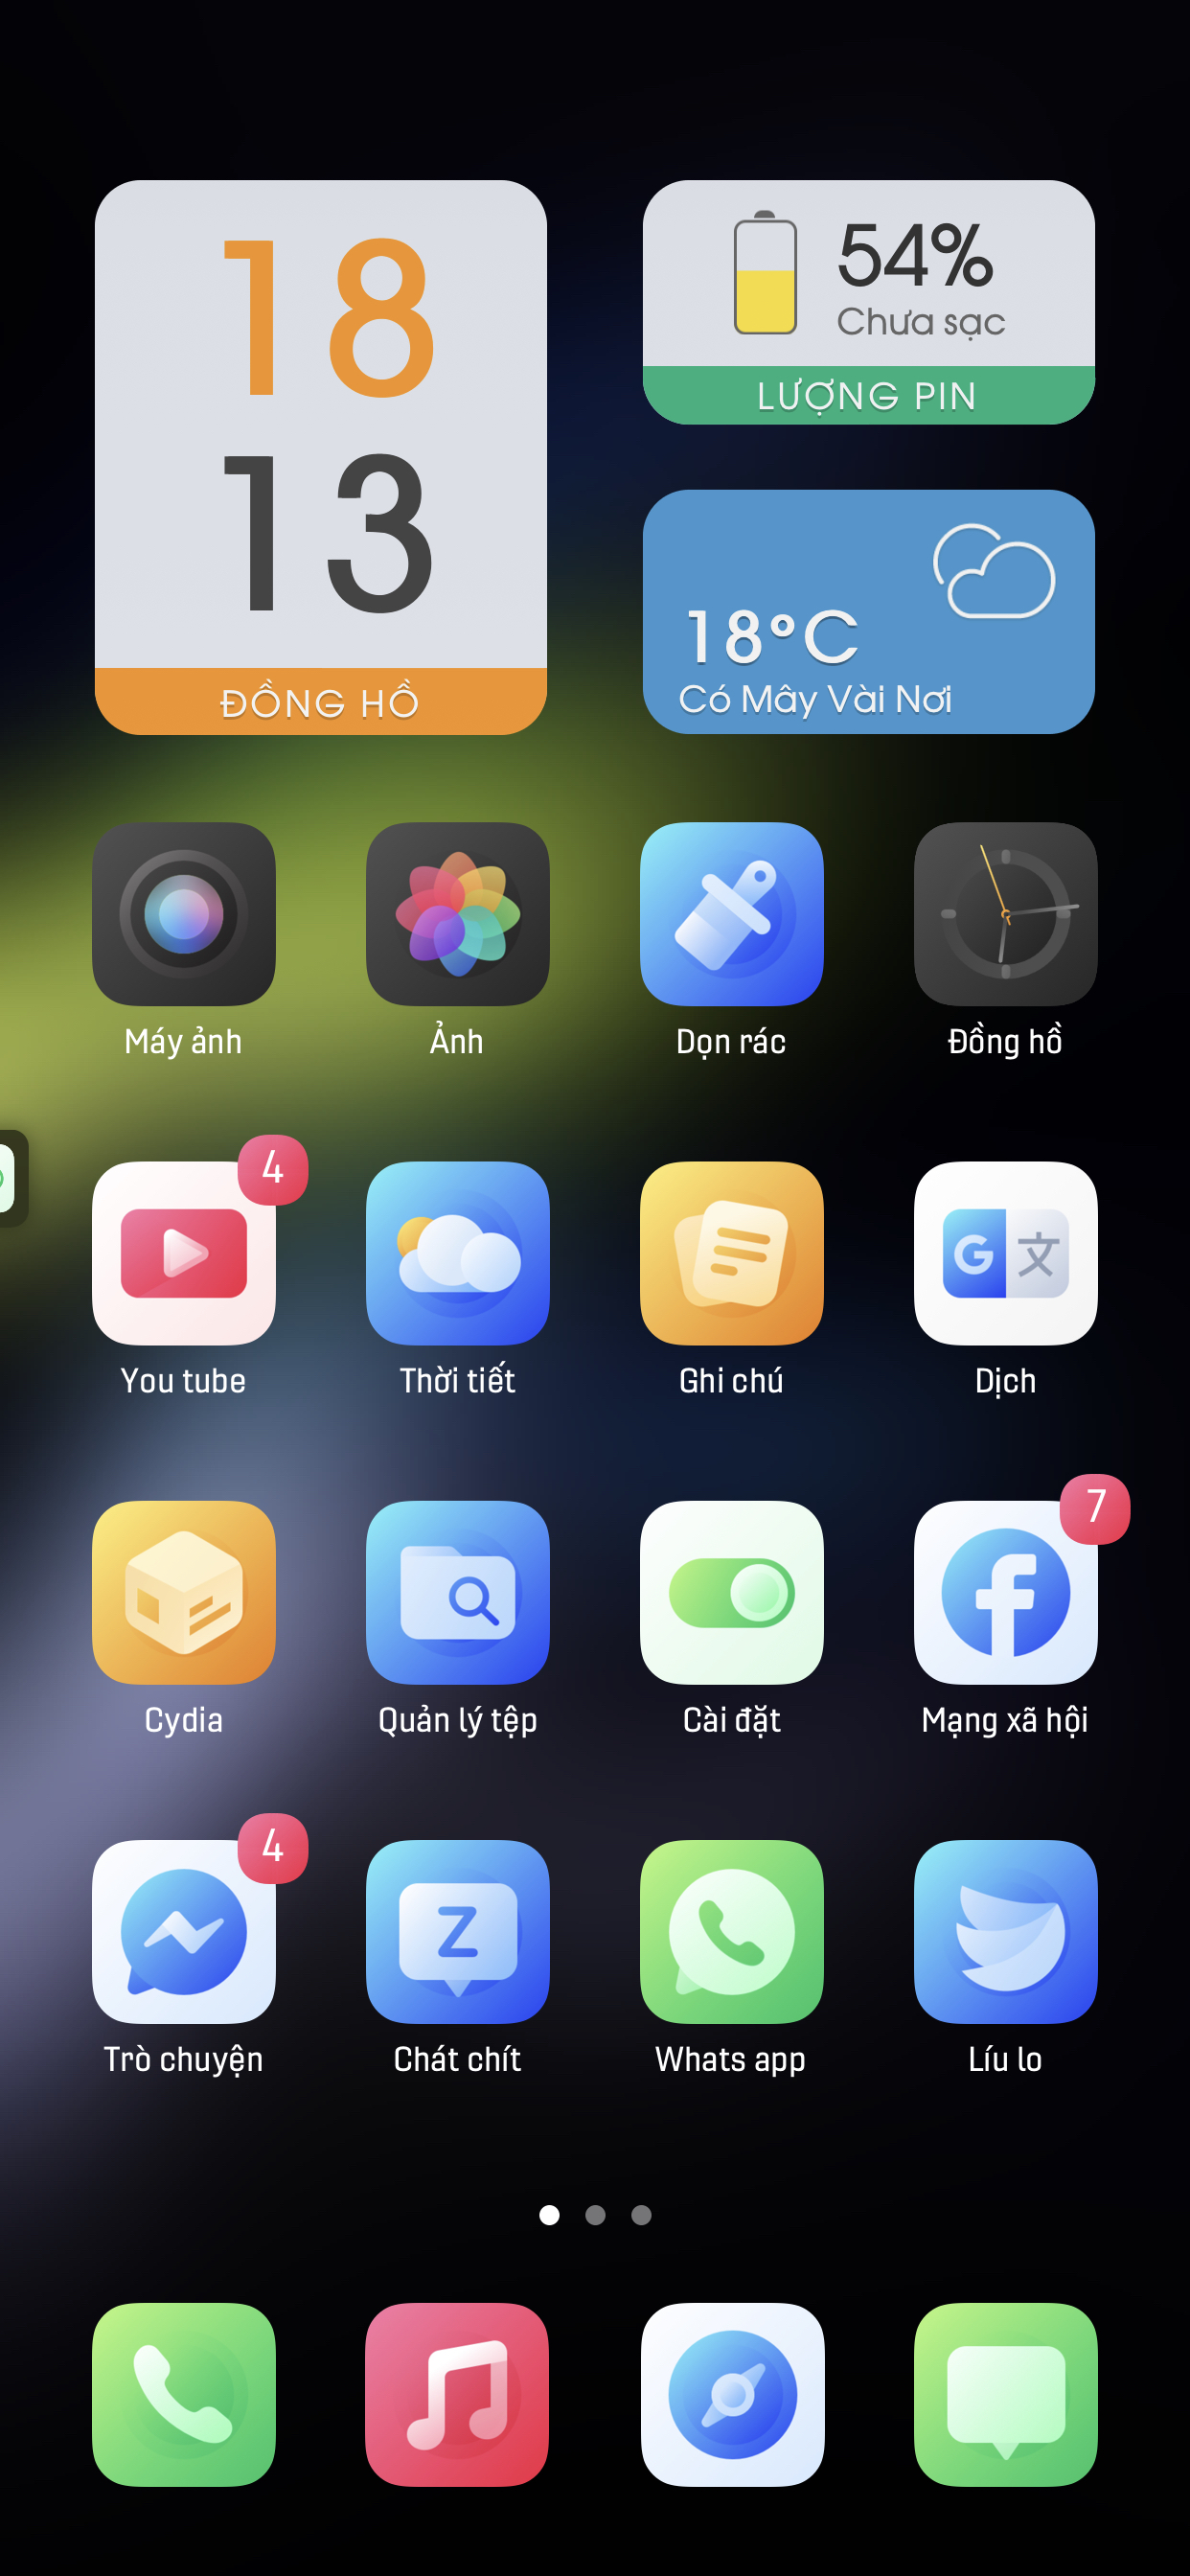 18
13
ĐỒNG HỒ
54%
Chưa sạc
LƯỢNG PIN
18°C
Có Mây Vài Nơi
Máy ảnh
Ảnh
Dọn rác
Đồng hồ
4
G 文
You tube
Thời tiết
Ghi chú
Dịch
7
Cydia
Quản lý tệp
Cài đặt
Mạng xã hội
4
Z
Trò chuyện
Chát chít
Whats app
Líu lo